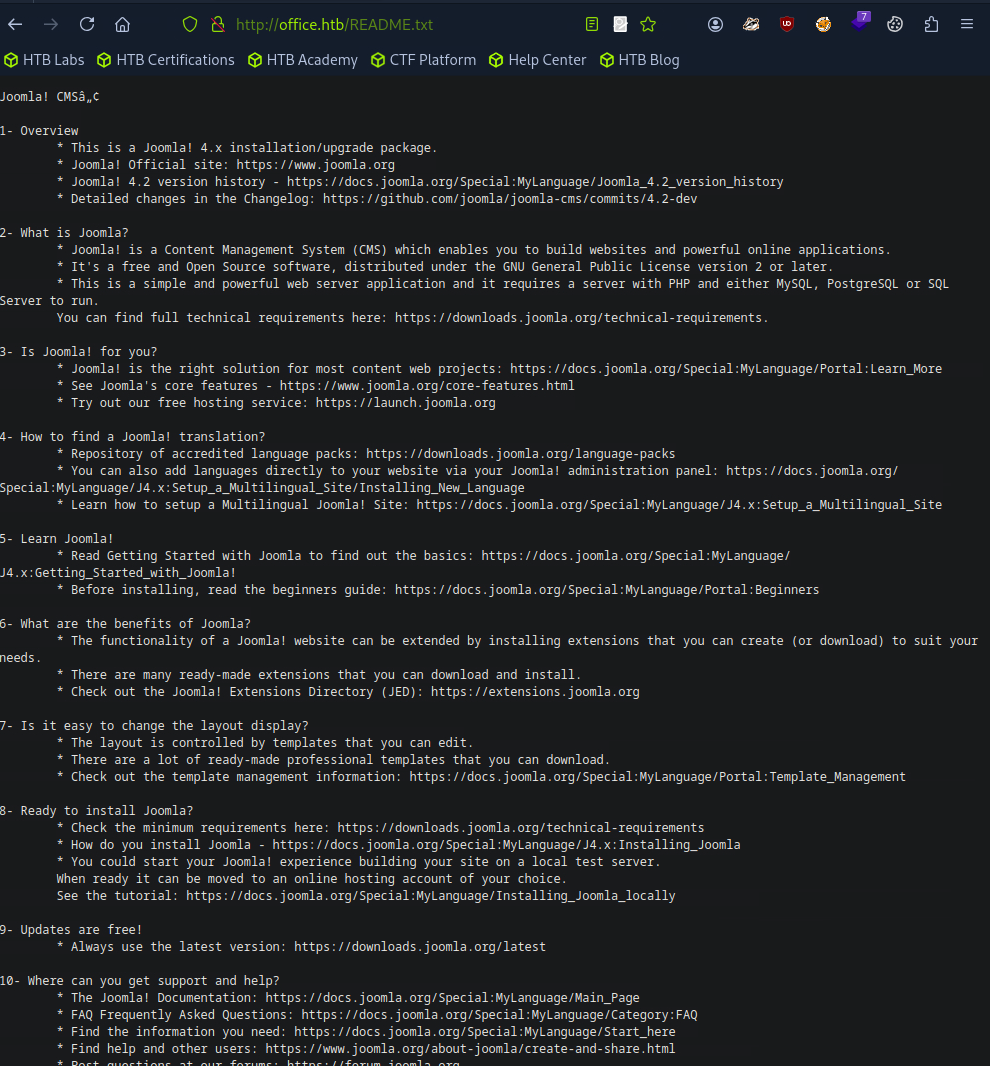 http://office.htb/README.txt
7
HTB Labs HTB Certifications HTB Academy CTF Platform Help Center HTB Blog
Joomla! CMSâ„¢
1- Overview
* This is a Joomla! 4.x installation/upgrade package.
* Joomla! Official site: https://www.joomla.org
* Joomla! 4.2 version history - https://docs.joomla.org/Special:MyLanguage/Joomla_4.2_version_history
* Detailed changes in the Changelog: https://github.com/joomla/joomla-cms/commits/4.2-dev
2- What is Joomla?
* Joomla! is a Content Management System (CMS) which enables you to build websites and powerful online applications.
* It's a free and Open Source software, distributed under the GNU General Public License version 2 or later.
* This is a simple and powerful web server application and it requires a server with PHP and either MySQL, PostgreSQL or SQL
Server to run.
You can find full technical requirements here: https://downloads.joomla.org/technical-requirements.
3- Is Joomla! for you?
* Joomla! is the right solution for most content web projects: https://docs.joomla.org/Special:MyLanguage/Portal:Learn_More
* See Joomla's core features - https://www.joomla.org/core-features.html
* Try out our free hosting service: https://launch.joomla.org
4- How to find a Joomla! translation?
* Repository of accredited language packs: https://downloads.joomla.org/language-packs
* You can also add languages directly to your website via your Joomla! administration panel: https://docs.joomla.org/
Special:MyLanguage/J4.x:Setup_a_Multilingual_Site/Installing_New_Language
* Learn how to setup a Multilingual Joomla! Site: https://docs.joomla.org/Special:MyLanguage/J4.x:Setup_a_Multilingual_Site
5- Learn Joomla!
* Read Getting Started with Joomla to find out the basics: https://docs.joomla.org/Special:MyLanguage/
J4.x:Getting_Started_with_Joomla!
* Before installing, read the beginners guide: https://docs.joomla.org/Special:MyLanguage/Portal:Beginners
6- What are the benefits of Joomla?
* The functionality of a Joomla! website can be extended by installing extensions that you can create (or download) to suit your
needs.
* There are many ready-made extensions that you can download and install.
* Check out the Joomla! Extensions Directory (JED): https://extensions.joomla.org
7- Is it easy to change the layout display?
* The layout is controlled by templates that you can edit.
* There are a lot of ready-made professional templates that you can download.
* Check out the template management information: https://docs.joomla.org/Special:MyLanguage/Portal:Template_Management
8- Ready to install Joomla?
* Check the minimum requirements here: https://downloads.joomla.org/technical-requirements
* How do you install Joomla - https://docs.joomla.org/Special:MyLanguage/J4.x:Installing_Joomla
* You could start your Joomla! experience building your site on a local test server.
When ready it can be moved to an online hosting account of your choice.
See the tutorial: https://docs.joomla.org/Special:MyLanguage/Installing_Joomla_locally
9- Updates are free!
* Always use the latest version: https://downloads.joomla.org/latest
10- Where can you get support and help?
* The Joomla! Documentation: https://docs.joomla.org/Special:MyLanguage/Main_Page
* FAQ Frequently Asked Questions: https://docs.joomla.org/Special:MyLanguage/Category:FAQ
* Find the information you need: https://docs.joomla.org/Special:MyLanguage/Start_here
* Find help and other users: https://www.joomla.org/about-joomla/create-and-share.html
* Post questions at our forums: https://forum.joomla.org